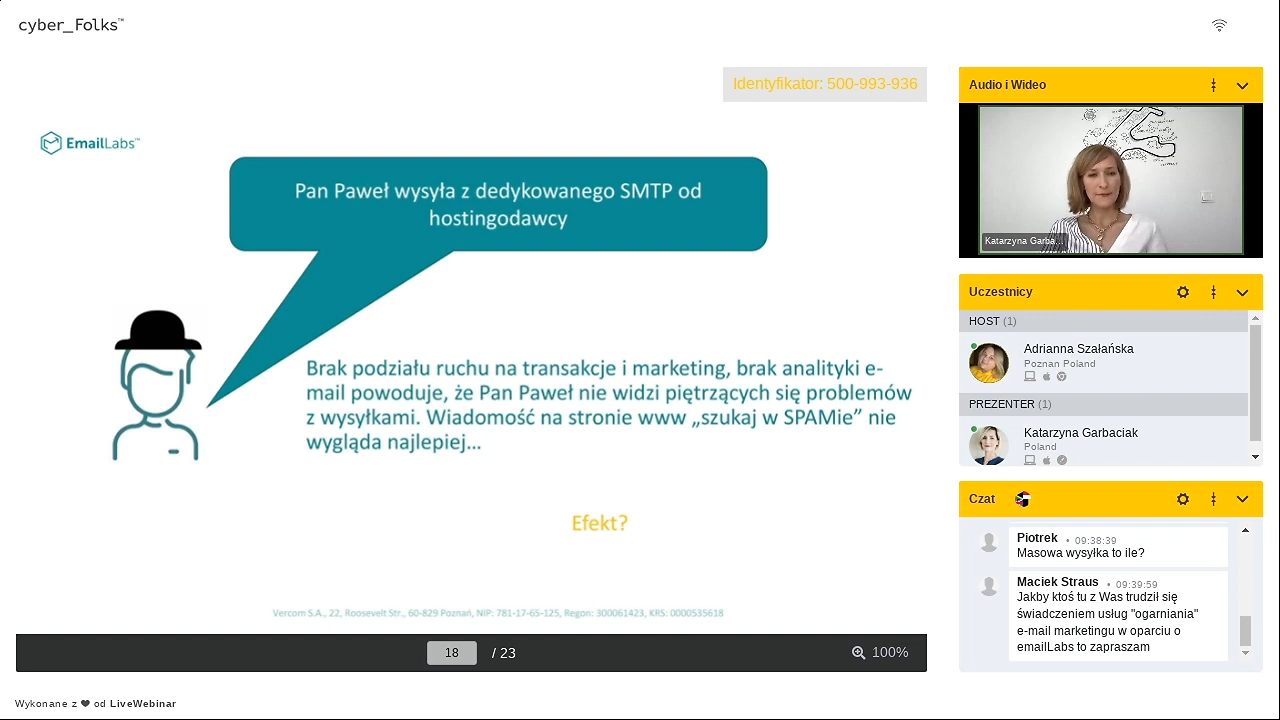 cyber_Folks™
Identyfikator: 500-993-936
EmailLabs™
Pan Paweł wysyła z dedykowanego SMTP od
hostingodawcy
Brak podziału ruchu na transakcje i marketing, brak analityki e-
mail powoduje, że Pan Paweł nie widzi piętrzących się problemów
z wysyłkami. Wiadomość na stronie www „szukaj w SPAMie” nie
wygląda najlepiej...
Efekt?
Vercom S.A., 22, Roosevelt Str., 60-829 Poznań, NIP: 781-17-65-125, Regon: 300061423, KRS: 0000535618
18 / 23
100%
Wykonane z ❤ od LiveWebinar
Audio i Wideo
Katarzyna Garba...
Uczestnicy
HOST (1)
Adrianna Szalańska
Poznan Poland
PREZENTER (1)
Katarzyna Garbaciak
Poland
Czat
Piotrek • 09:38:39
Masowa wysyłka to ile?
Maciek Straus • 09:39:59
Jakby ktoś tu z Was trudził się
świadczeniem usług "ogarniania"
e-mail marketingu w oparciu o
emailLabs to zapraszam